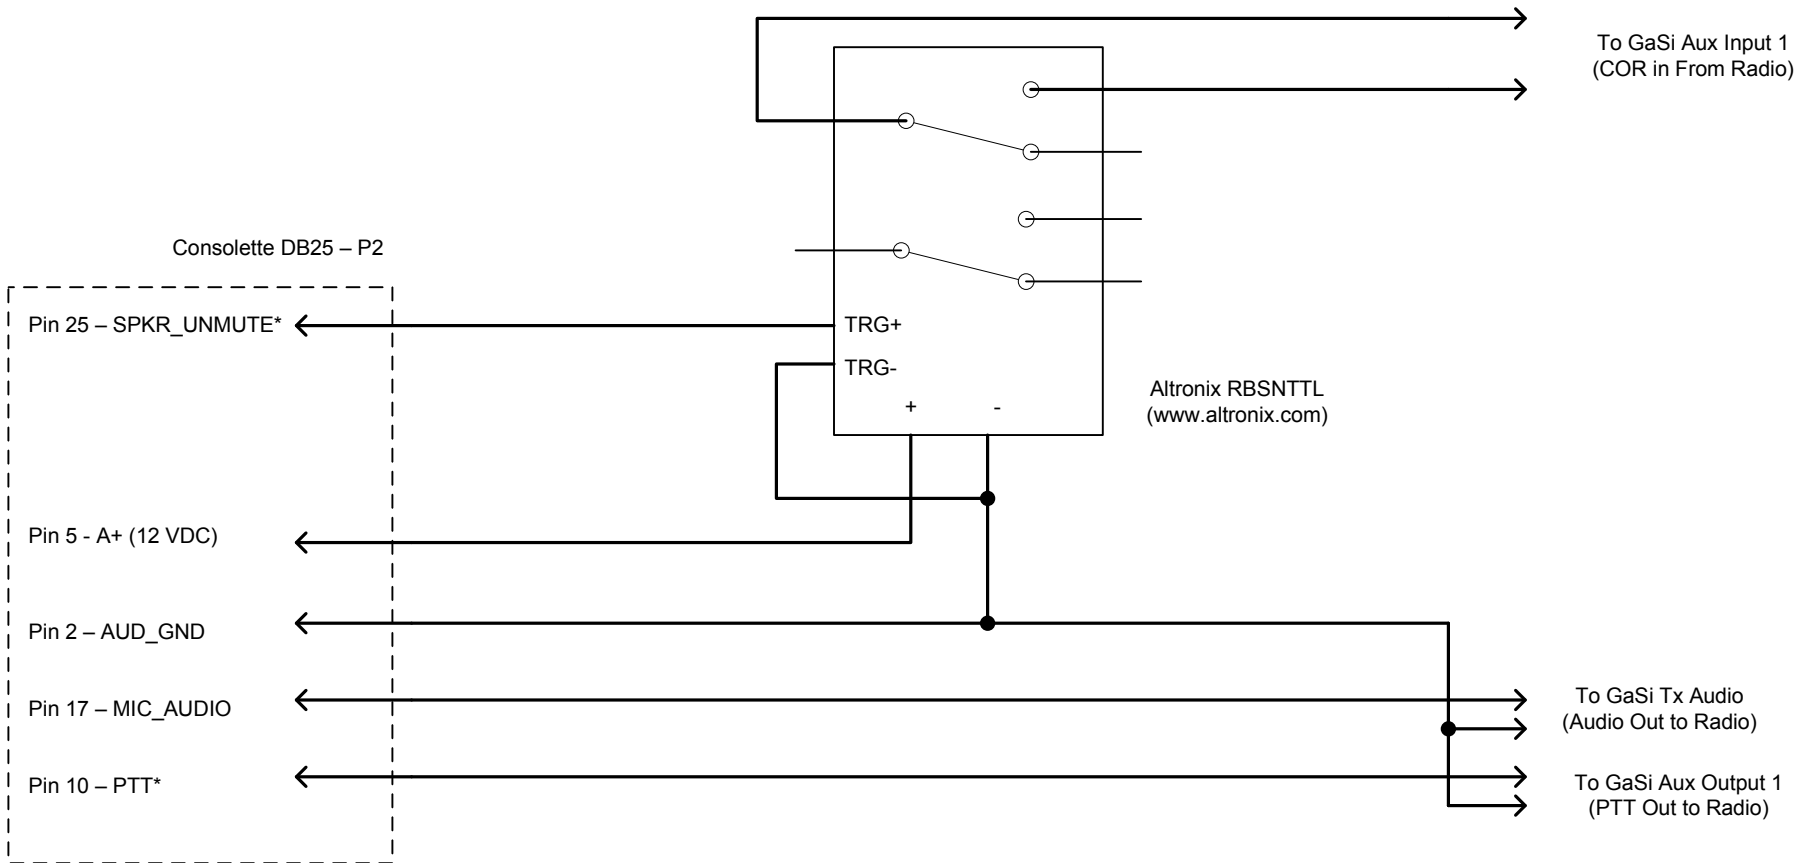 To GaSi Aux Input 1
(COR in From Radio)
Consolette DB25 – P2
Pin 25 – SPKR_UNMUTE*
TRG+
TRG-
+
-
Altronix RBSNTTL
(www.altronix.com)
Pin 5 - A+ (12 VDC)
Pin 2 – AUD_GND
Pin 17 – MIC_AUDIO
To GaSi Tx Audio
(Audio Out to Radio)
Pin 10 – PTT*
To GaSi Aux Output 1
(PTT Out to Radio)